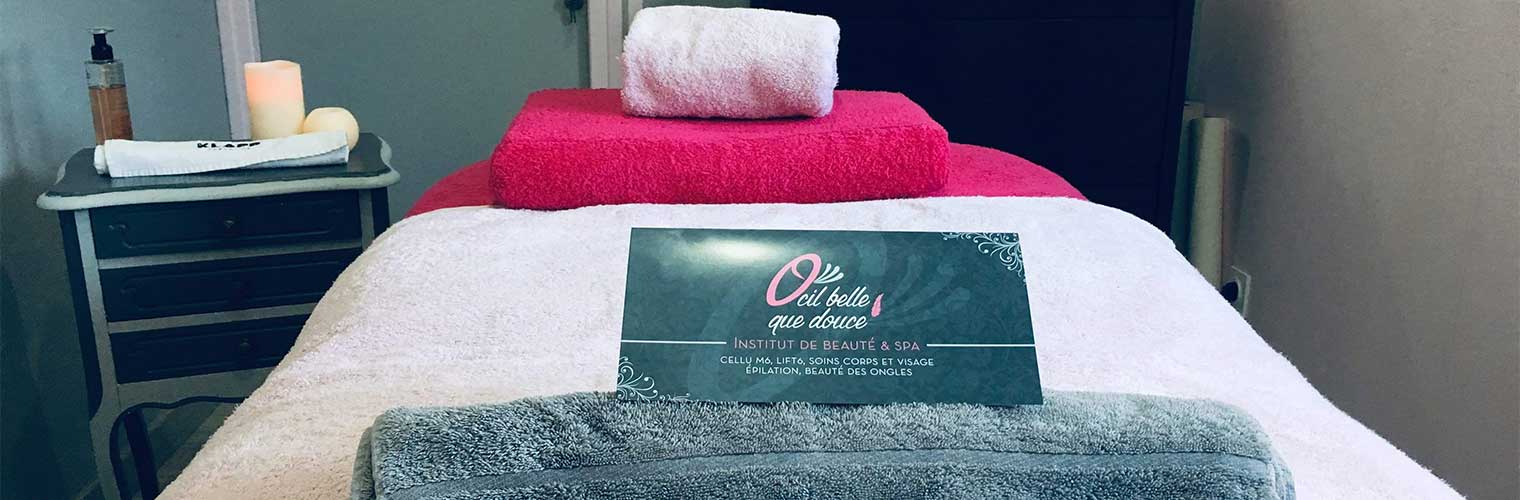 KLAPP
O cil belle
que douce
INSTITUT DE BEAUTÉ & SPA
CELLU M6, LIFT6, SOINS CORPS ET VISAGE
ÉPILATION, BEAUTÉ DES ONGLES